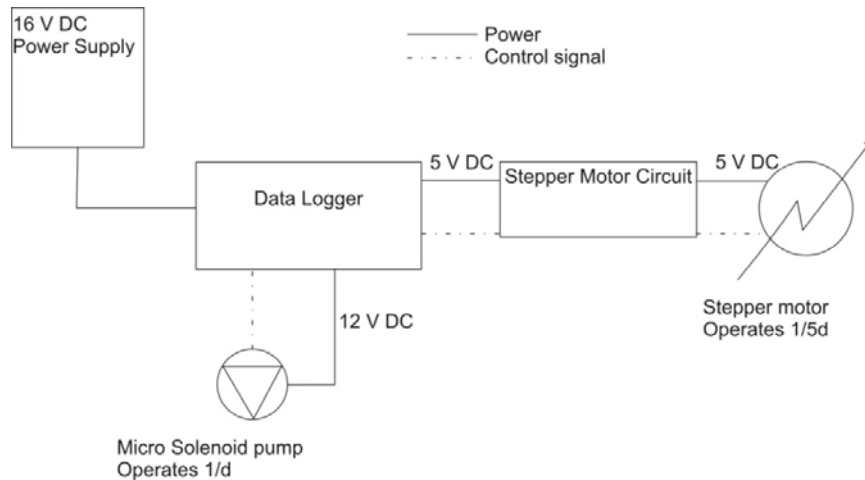 16 V DC
Power Supply
Power
Control signal
5 V DC
Stepper Motor Circuit
5 V DC
Data Logger
12 V DC
Stepper motor
Operates 1/5d
Micro Solenoid pump
Operates 1/d